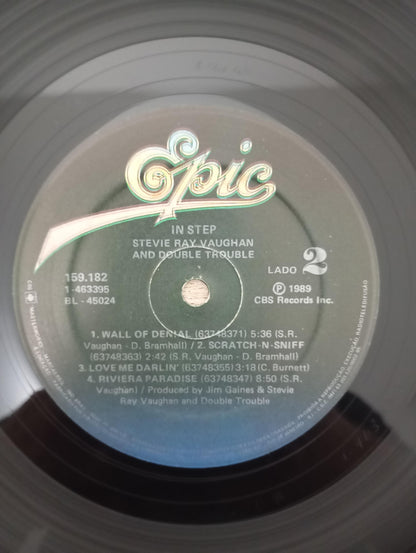 Epic
IN STEP
STEVIE RAY VAUGHAN
AND DOUBLE TROUBLE
159.182
1-463395
BL - 45024
LADO 2
℗ 1989
CBS Records Inc.
1. WALL OF DENIAL (63748371) 5:36 (S.R.
Vaughan - D. Bramhall) / 2. SCRATCH-N-SNIFF
(63748363) 2:42 (S.R. Vaughan - D. Bramhall)
3. LOVE ME DARLIN' (63748355) 3:18 (C. Burnett)
4. RIVIERA PARADISE (63748347) 8:50 (S.R.
Vaughan) / Produced by Jim Gaines & Stevie
Ray Vaughan and Double Trouble